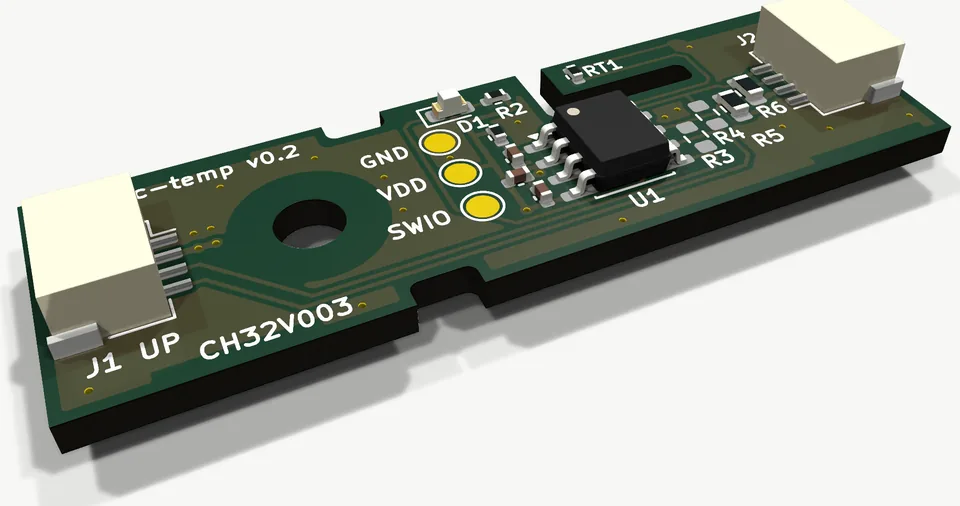 c-temp v0.2
GND
VDD
SWIO
D1
R2
RT1
J2
R6
R5
R4
R3
U1
J1 UP
CH32V003